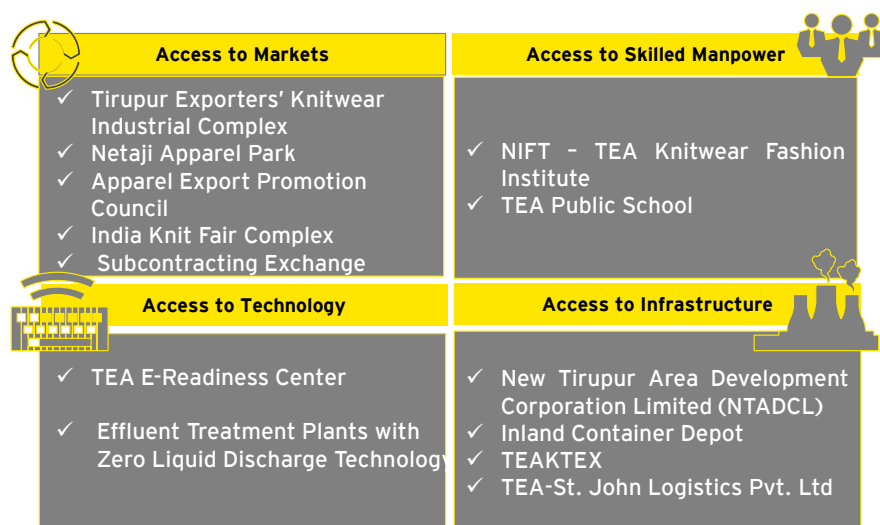 Access to Markets
✓ Tirupur Exporters' Knitwear
Industrial Complex
✓ Netaji Apparel Park
✓ Apparel Export Promotion
Council
✓ India Knit Fair Complex
✓ Subcontracting Exchange
Access to Skilled Manpower
✓ NIFT – TEA Knitwear Fashion
Institute
✓ TEA Public School
Access to Technology
✓ TEA E-Readiness Center
✓ Effluent Treatment Plants with
Zero Liquid Discharge Technology
Access to Infrastructure
✓ New Tirupur Area Development
Corporation Limited (NTADCL)
✓ Inland Container Depot
✓ TEAKTEX
✓ TEA-St. John Logistics Pvt. Ltd